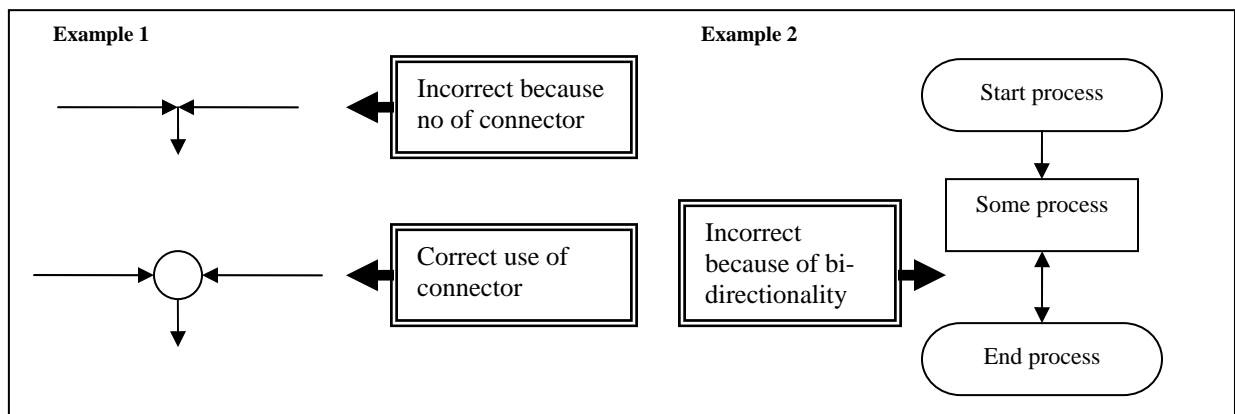 Example 1
Incorrect because
no of connector
Correct use of
connector
Example 2
Start process
Some process
Incorrect
because of bi-
directionality
End process